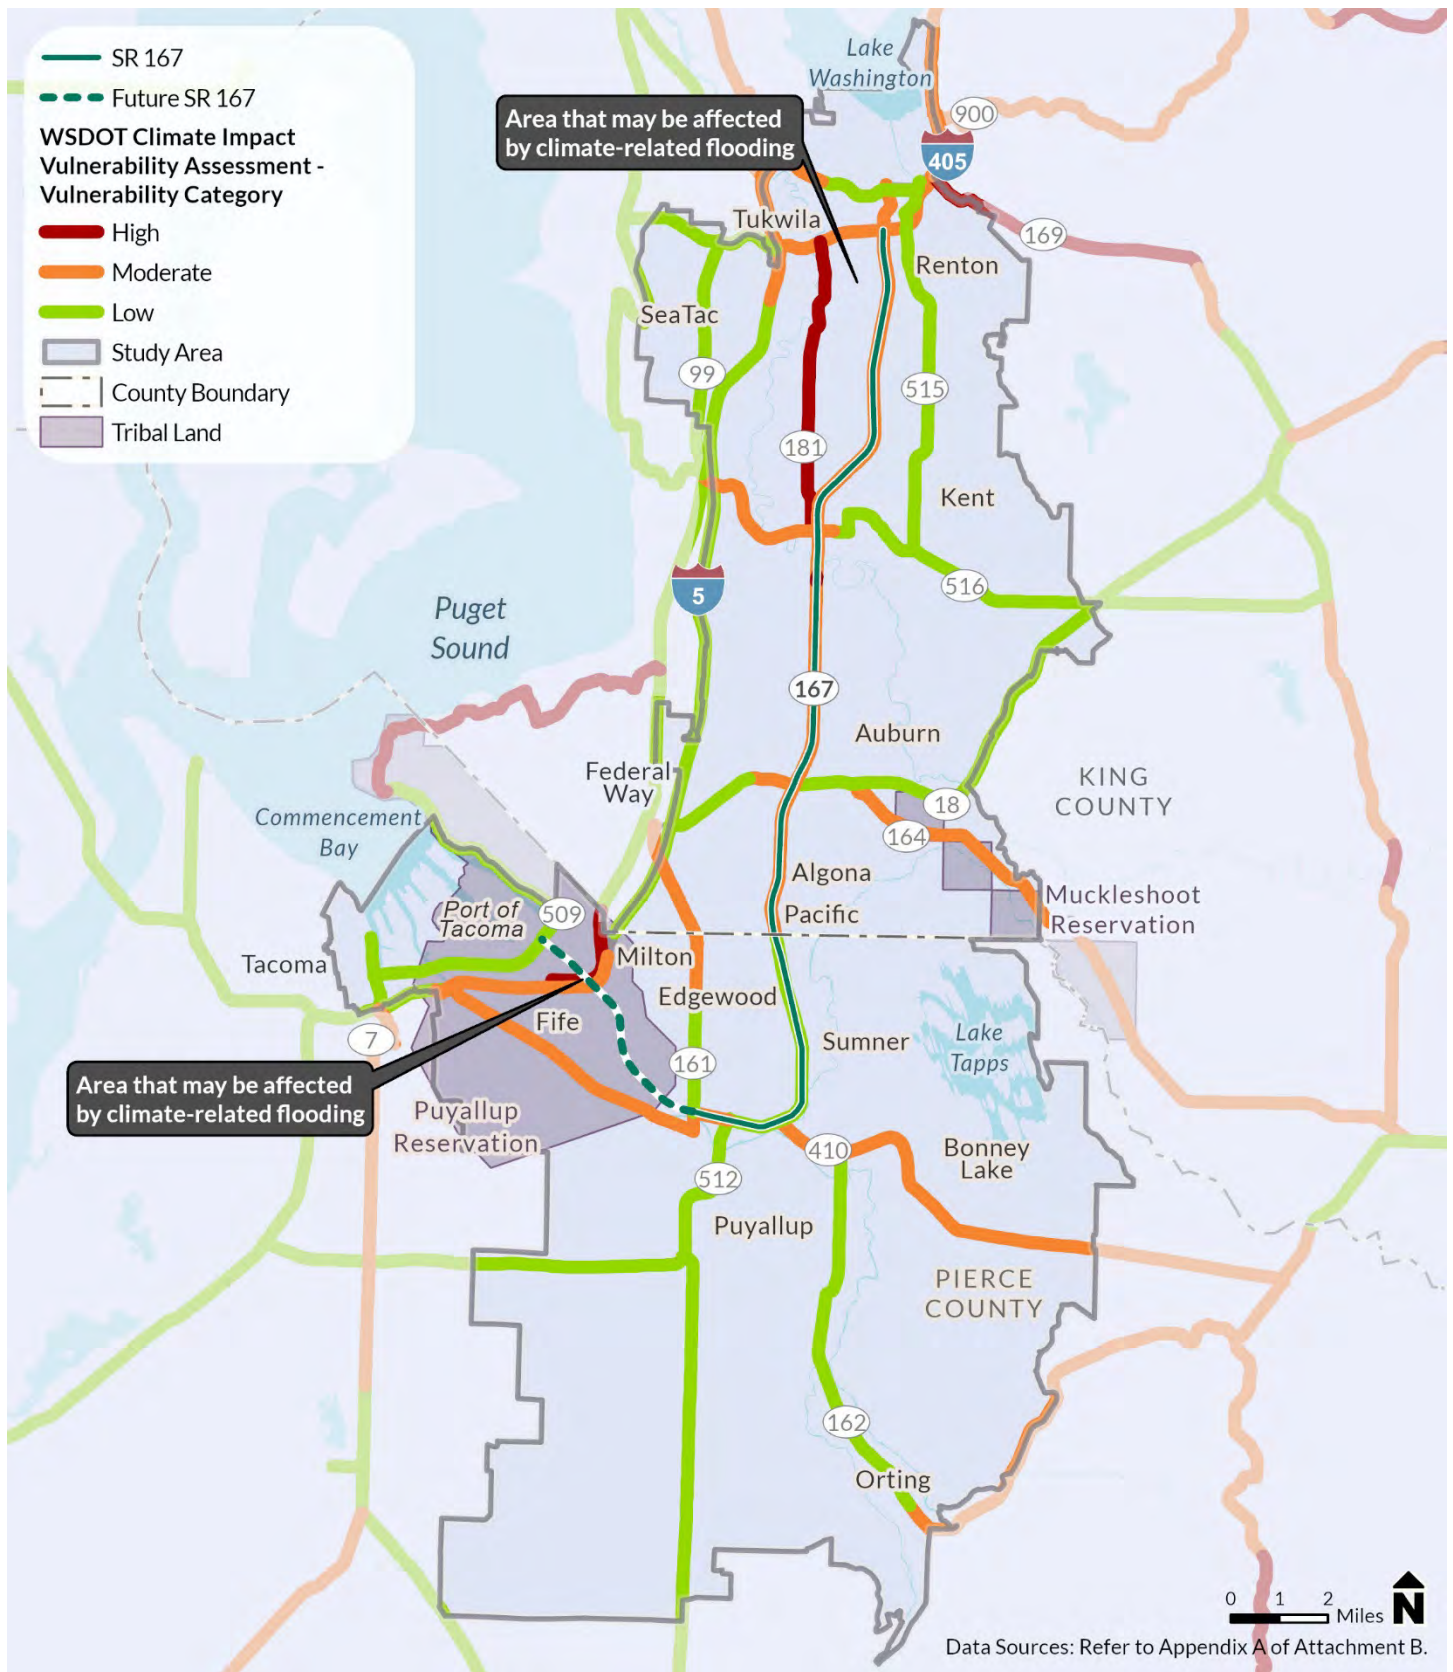 SR 167
Future SR 167
WSDOT Climate Impact
Vulnerability Assessment -
Vulnerability Category
High
Moderate
Low
Study Area
County Boundary
Tribal Land
Lake
Washington
Area that may be affected
by climate-related flooding
900
405
Tukwila
169
Renton
SeaTac
99
515
181
Kent
516
5
Puget
Sound
167
Auburn
Federal
Way
KING
COUNTY
18
Commencement
Bay
164
Algona
Muckleshoot
Reservation
Pacific
Port of
Tacoma
509
Milton
Tacoma
Edgewood
Fife
Sumner
Lake
Tapps
7
161
Area that may be affected
by climate-related flooding
Puyallup
Reservation
410
Bonney
Lake
512
Puyallup
PIERCE
COUNTY
162
Orting
0 1 2
Miles
N
Data Sources: Refer to Appendix A of Attachment B.